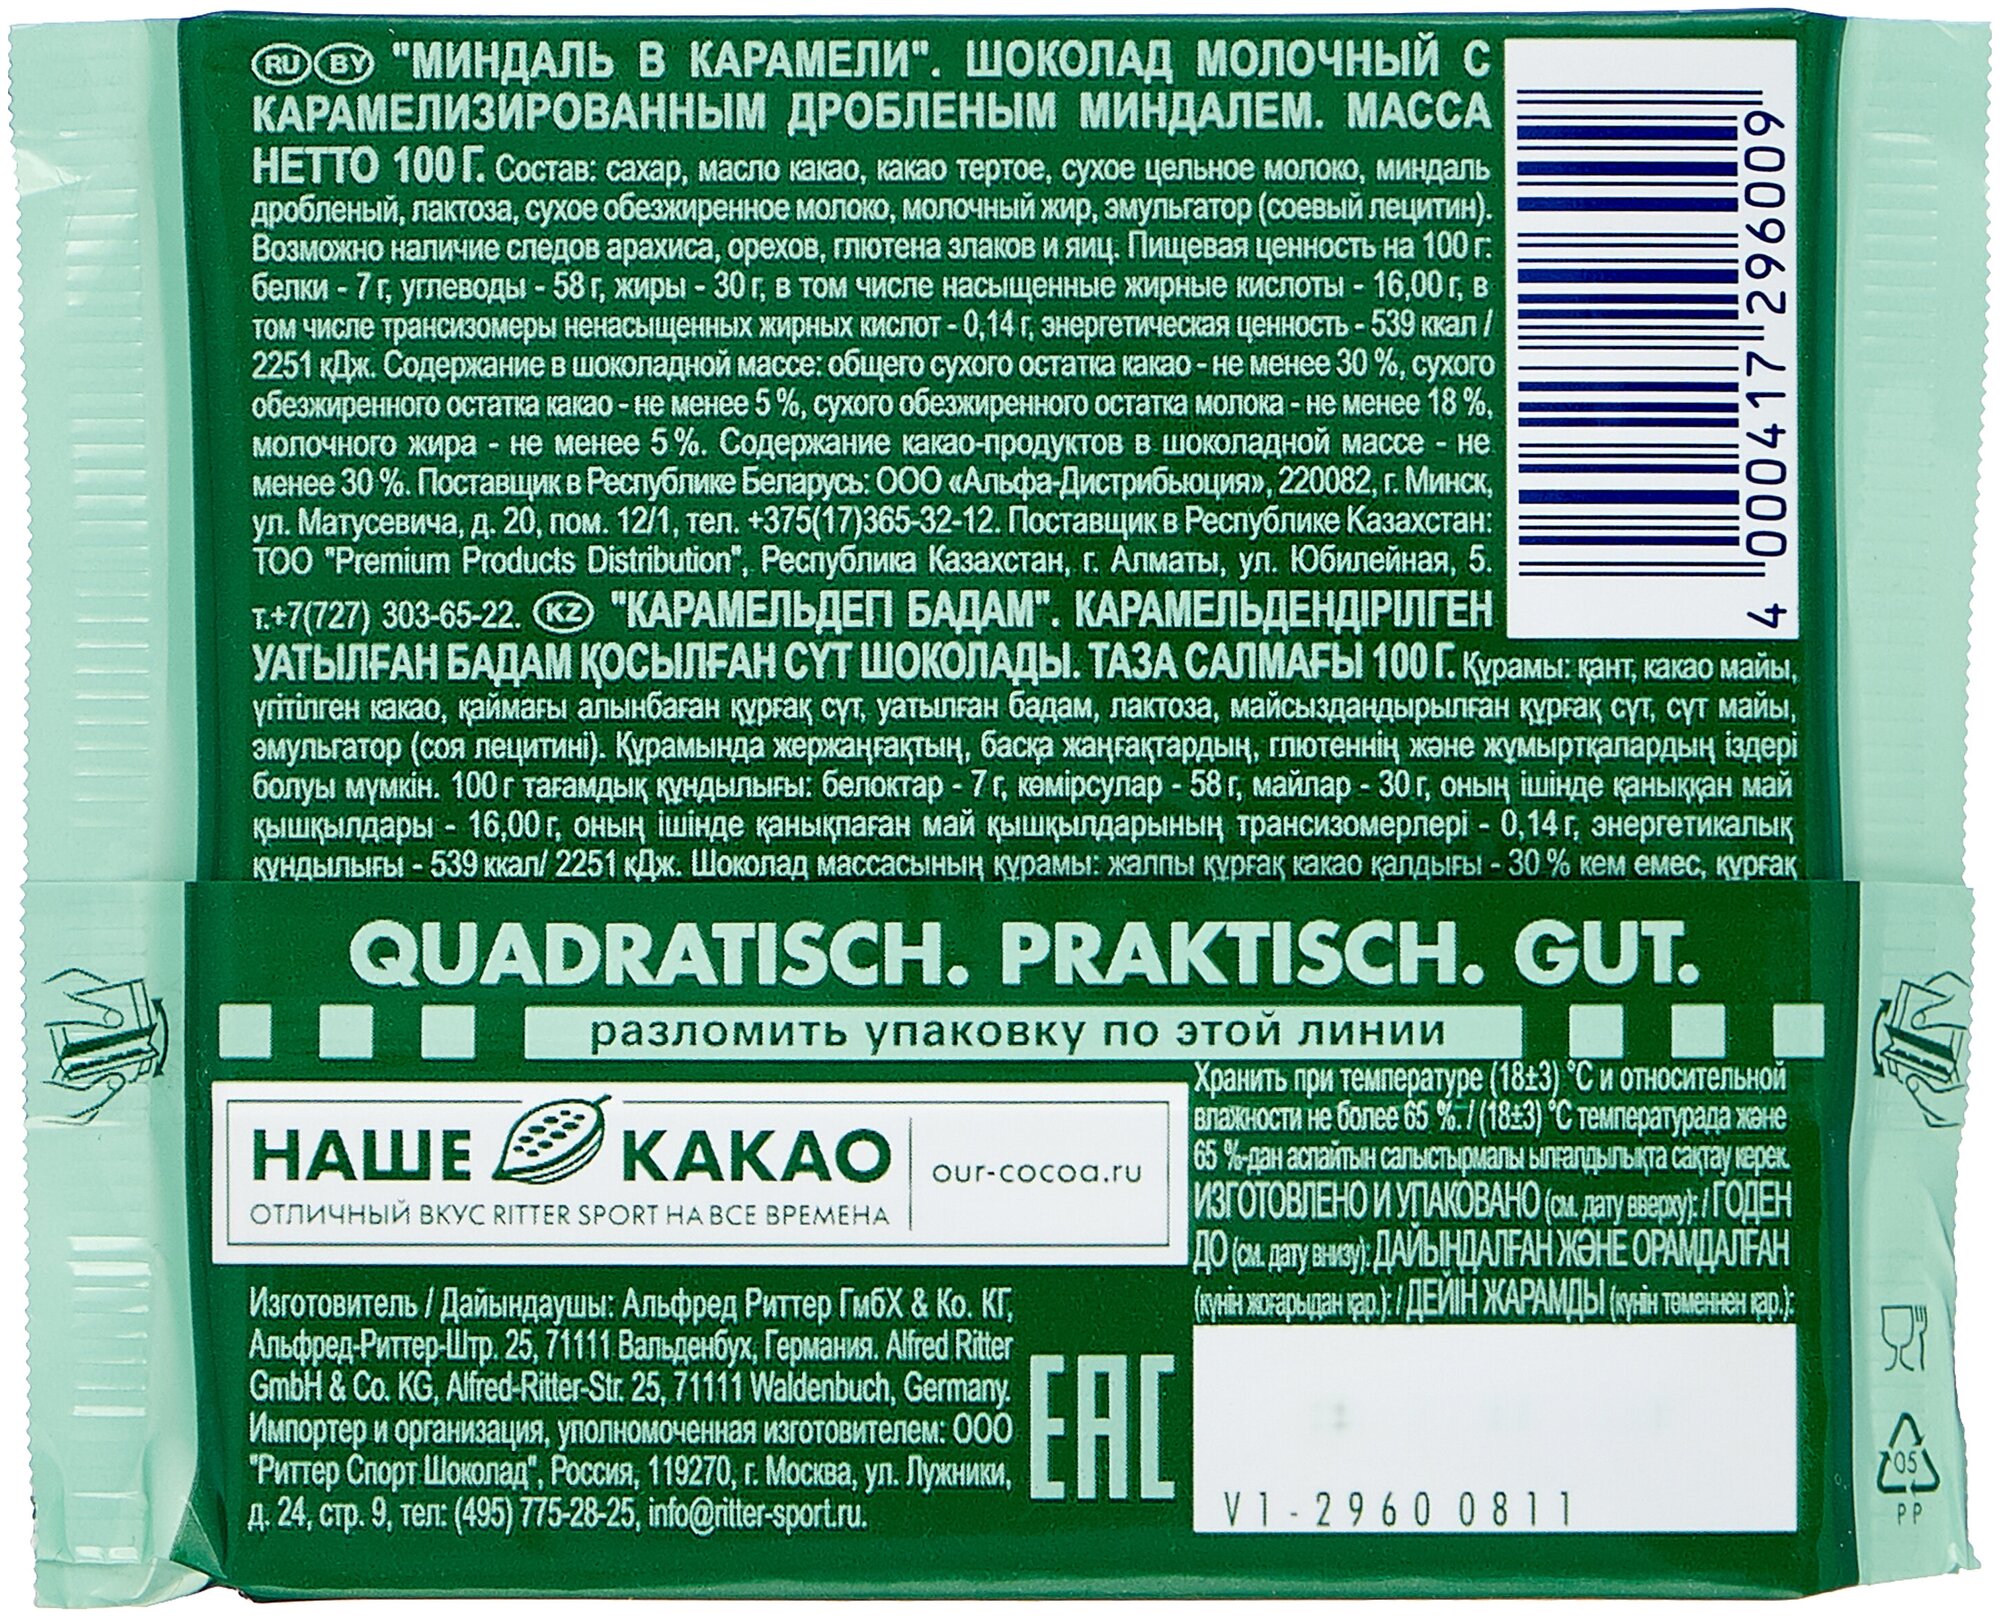 RU BY "МИНДАЛЬ В КАРАМЕЛИ". ШОКОЛАД МОЛОЧНЫЙ С
КАРАМЕЛИЗИРОВАННЫМ ДРОБЛЕНЫМ МИНДАЛЕМ. МАССА
НЕТТО 100 Г. Состав: сахар, масло какао, какао тертое, сухое цельное молоко, миндаль
дробленый, лактоза, сухое обезжиренное молоко, молочный жир, эмульгатор (соевый лецитин).
Возможно наличие следов арахиса, орехов, глютена злаков и яиц. Пищевая ценность на 100 г:
белки - 7 г, углеводы - 58 г, жиры - 30 г, в том числе насыщенные жирные кислоты - 16,00 г, в
том числе трансизомеры ненасыщенных жирных кислот - 0,14 г, энергетическая ценность - 539 ккал /
2251 кДж. Содержание в шоколадной массе: общего сухого остатка какао - не менее 30 %, сухого
обезжиренного остатка какао - не менее 5 %, сухого обезжиренного остатка молока - не менее 18 %,
молочного жира - не менее 5 %. Содержание какао-продуктов в шоколадной массе - не
менее 30 %. Поставщик в Республике Беларусь: ООО «Альфа-Дистрибьюция», 220082, г. Минск,
ул. Матусевича, д. 20, пом. 12/1, тел. +375(17)365-32-12. Поставщик в Республике Казахстан:
ТОО "Premium Products Distribution", Республика Казахстан, г. Алматы, ул. Юбилейная, 5.
т.+7(727) 303-65-22. KZ "КАРАМЕЛЬДЕГІ БАДАМ". КАРАМЕЛЬДЕНДІРІЛГЕН
УАТЫЛҒАН БАДАМ ҚОСЫЛҒАН СҮТ ШОКОЛАДЫ. ТАЗА САЛМАҒЫ 100 Г. Құрамы: қант, какао майы,
үгітілген какао, қаймағы алынбаған құрғақ сүт, уатылған бадам, лактоза, майсыздандырылған құрғақ сүт, сүт майы,
эмульгатор (соя лецитині). Құрамында жержаңғақтың, басқа жаңғақтардың, глютеннің және жұмыртқалардың іздері
болуы мүмкін. 100 г тағамдық құндылығы: белоктар - 7 г, көмірсулар - 58 г, майлар - 30 г, оның ішінде қаныққан май
қышқылдары - 16,00 г, оның ішінде қанықпаған май қышқылдарының трансизомерлері - 0,14 г, энергетикалық
құндылығы - 539 ккал/ 2251 кДж. Шоколад массасының құрамы: жалпы құрғақ какао қалдығы - 30 % кем емес, құрғақ
4 000417 296009
QUADRATISCH. PRAKTISCH. GUT.
разломить упаковку по этой линии
НАШЕ КАКАО
ОТЛИЧНЫЙ ВКУС RITTER SPORT НА ВСЕ ВРЕМЕНА
our-cocoa.ru
Хранить при температуре (18±3) °С и относительной
влажности не более 65 %. / (18±3) °С температурада және
65 %-дан аспайтын салыстырмалы ылғалдылықта сақтау керек.
ИЗГОТОВЛЕНО И УПАКОВАНО (см. дату вверху): / ГОДЕН
ДО (см. дату внизу): ДАЙЫНДАЛҒАН ЖӘНЕ ОРАМДАЛҒАН
(күнін жоғарыдан қар.): / ДЕЙІН ЖАРАМДЫ (күнін төменнен қар.):
Изготовитель / Дайындаушы: Альфред Риттер ГмбХ & Ко. КГ,
Альфред-Риттер-Штр. 25, 71111 Вальденбух, Германия. Alfred Ritter
GmbH & Co. KG, Alfred-Ritter-Str. 25, 71111 Waldenbuch, Germany.
Импортер и организация, уполномоченная изготовителем: ООО
"Риттер Спорт Шоколад", Россия, 119270, г. Москва, ул. Лужники,
д. 24, стр. 9, тел: (495) 775-28-25, info@ritter-sport.ru.
EAC
V1-2960 0811
05
PP